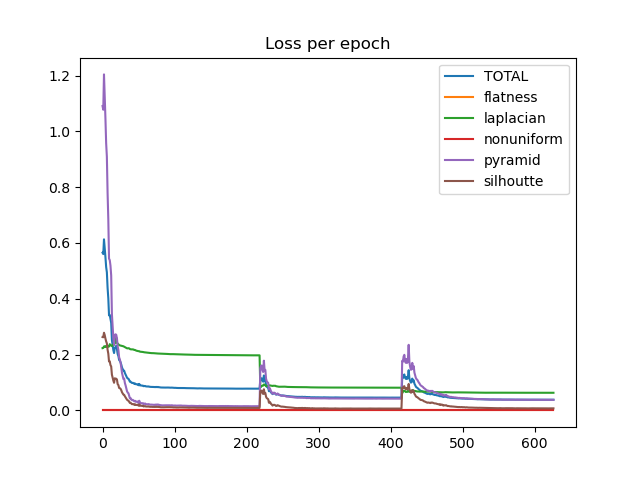 Loss per epoch
TOTAL
flatness
laplacian
nonuniform
pyramid
silhoutte
1.2
1.0
0.8
0.6
0.4
0.2
0.0
0 100 200 300 400 500 600